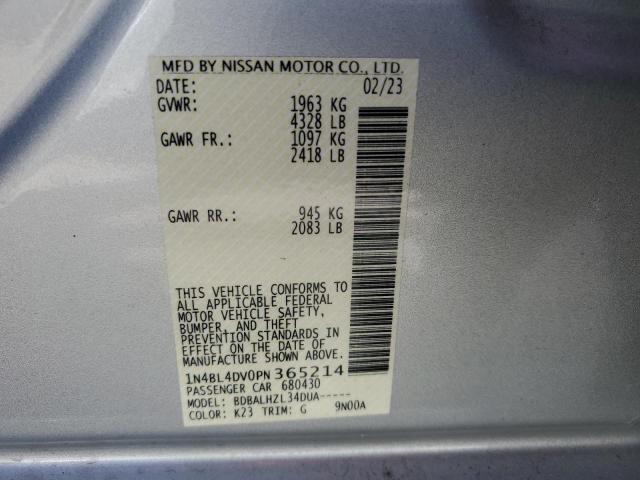 MFD BY NISSAN MOTOR CO., LTD.
DATE: 02/23
GVWR: 1963 KG
4328 LB
GAWR FR.: 1097 KG
2418 LB
GAWR RR.: 945 KG
2083 LB
THIS VEHICLE CONFORMS TO
ALL APPLICABLE FEDERAL
MOTOR VEHICLE SAFETY,
BUMPER, AND THEFT
PREVENTION STANDARDS IN
EFFECT ON THE DATE OF
MANUFACTURE SHOWN ABOVE.
1N4BL4DV0PN365214
PASSENGER CAR 680430
MODEL: BDBALHZL34DUA-----
COLOR: K23 TRIM: G 9N00A